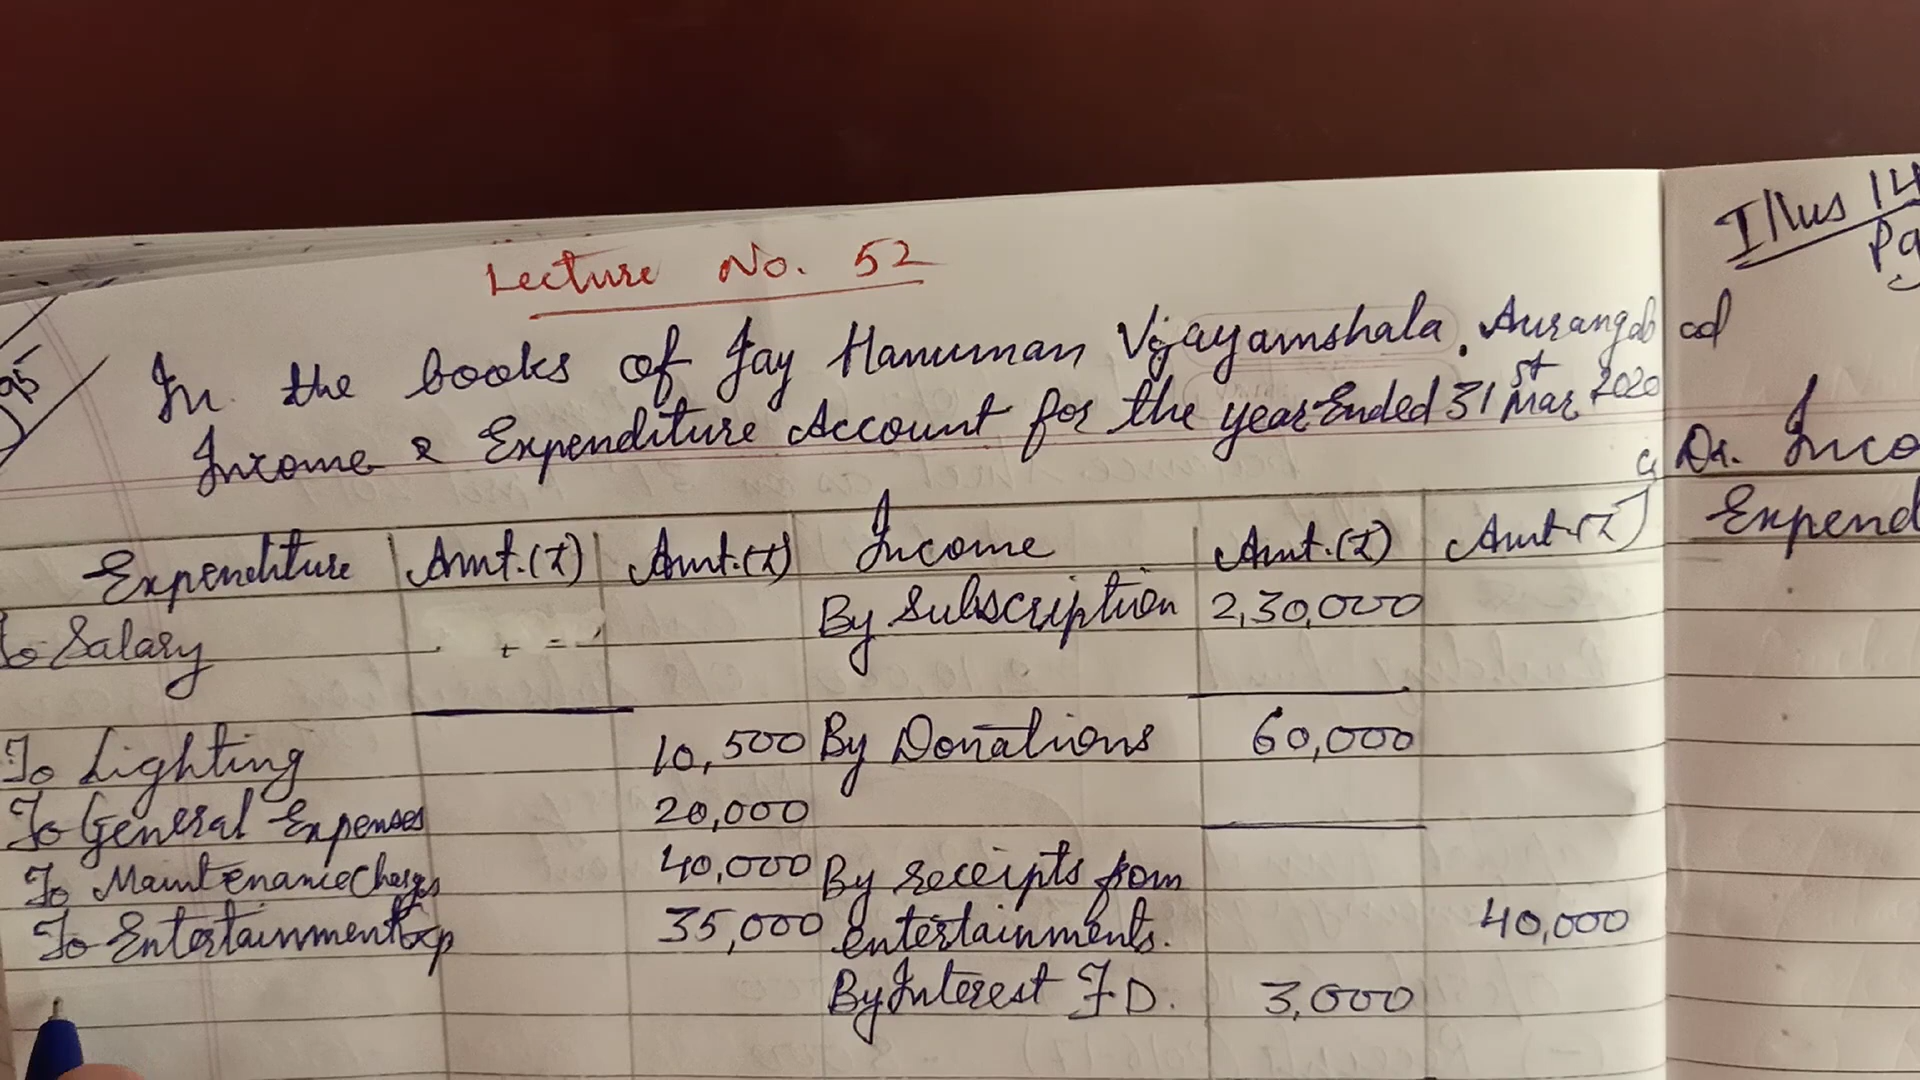 Lecture No. 52
In the books of Jay Hanuman Vyayamshala. Aurangabad
Income & Expenditure Account for the year Ended 31st Mar 2020
Expenditure Amt.(₹) Amt.(₹) Income Amt.(₹) Amt.(₹)
To Salary By Subscription 2,30,000
To Lighting 10,500 By Donations 60,000
To General Expenses 20,000
To Maintenance Charges 40,000 By receipts from
To Entertainment Exp 35,000 entertainments. 40,000
By Interest F.D. 3,000
Illus 14
Pg
Dr. Inco
Expend